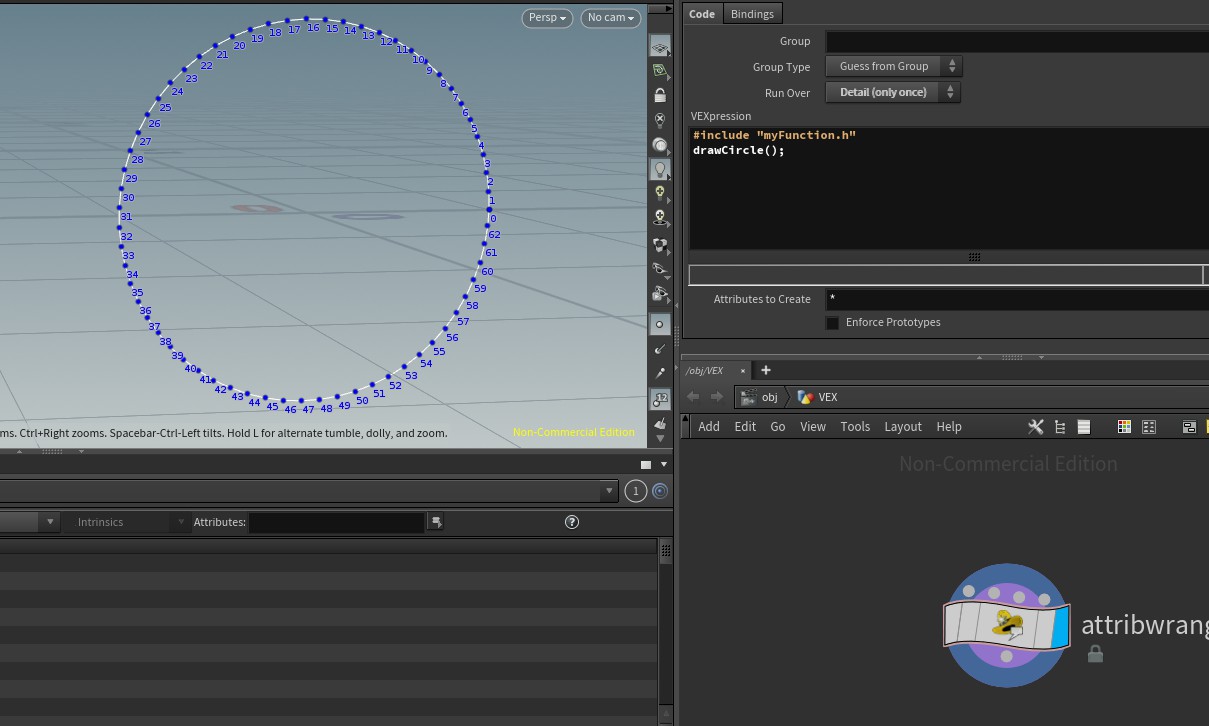 Persp
No cam
17 16 15 14
18 13
19 12
20 11
21 10
22 9
23 8
24 7
25 6
26 5
27 4
28 3
29 2
30 1
31 0
32 62
33 61
34 60
35 59
36 58
37 57
38 56
39 55
40 54
41 53
42 52
43 51
44 50
45 46 47 48 49
ms. Ctrl+Right zooms. Spacebar-Ctrl-Left tilts. Hold L for alternate tumble, dolly, and zoom.
Non-Commercial Edition
12
1
Intrinsics
Attributes:
?
Code Bindings
Group
Group Type Guess from Group
Run Over Detail (only once)
VEXpression
#include "myFunction.h"
drawCircle();
Attributes to Create *
Enforce Prototypes
/obj/VEX × +
obj VEX
Add Edit Go View Tools Layout Help
Non-Commercial Edition
attribwrang